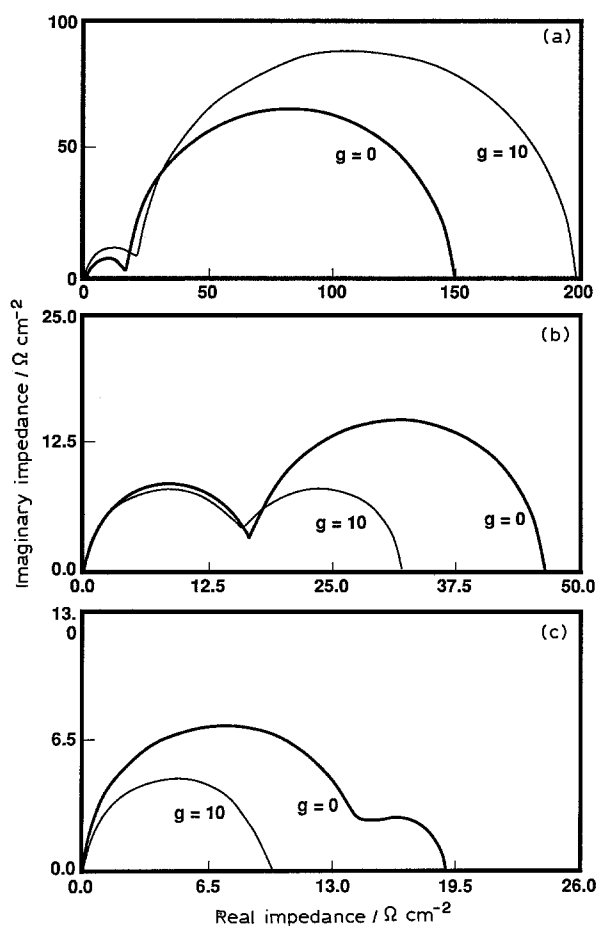 100
(a)
50
g = 0
g = 10
0
0
50
100
150
200
25.0
(b)
12.5
g = 10
g = 0
0.0
0.0
12.5
25.0
37.5
50.0
13.
0
(c)
6.5
g = 10
g = 0
0.0
0.0
6.5
13.0
19.5
26.0
Imaginary impedance / Ω cm⁻²
Real impedance / Ω cm⁻²